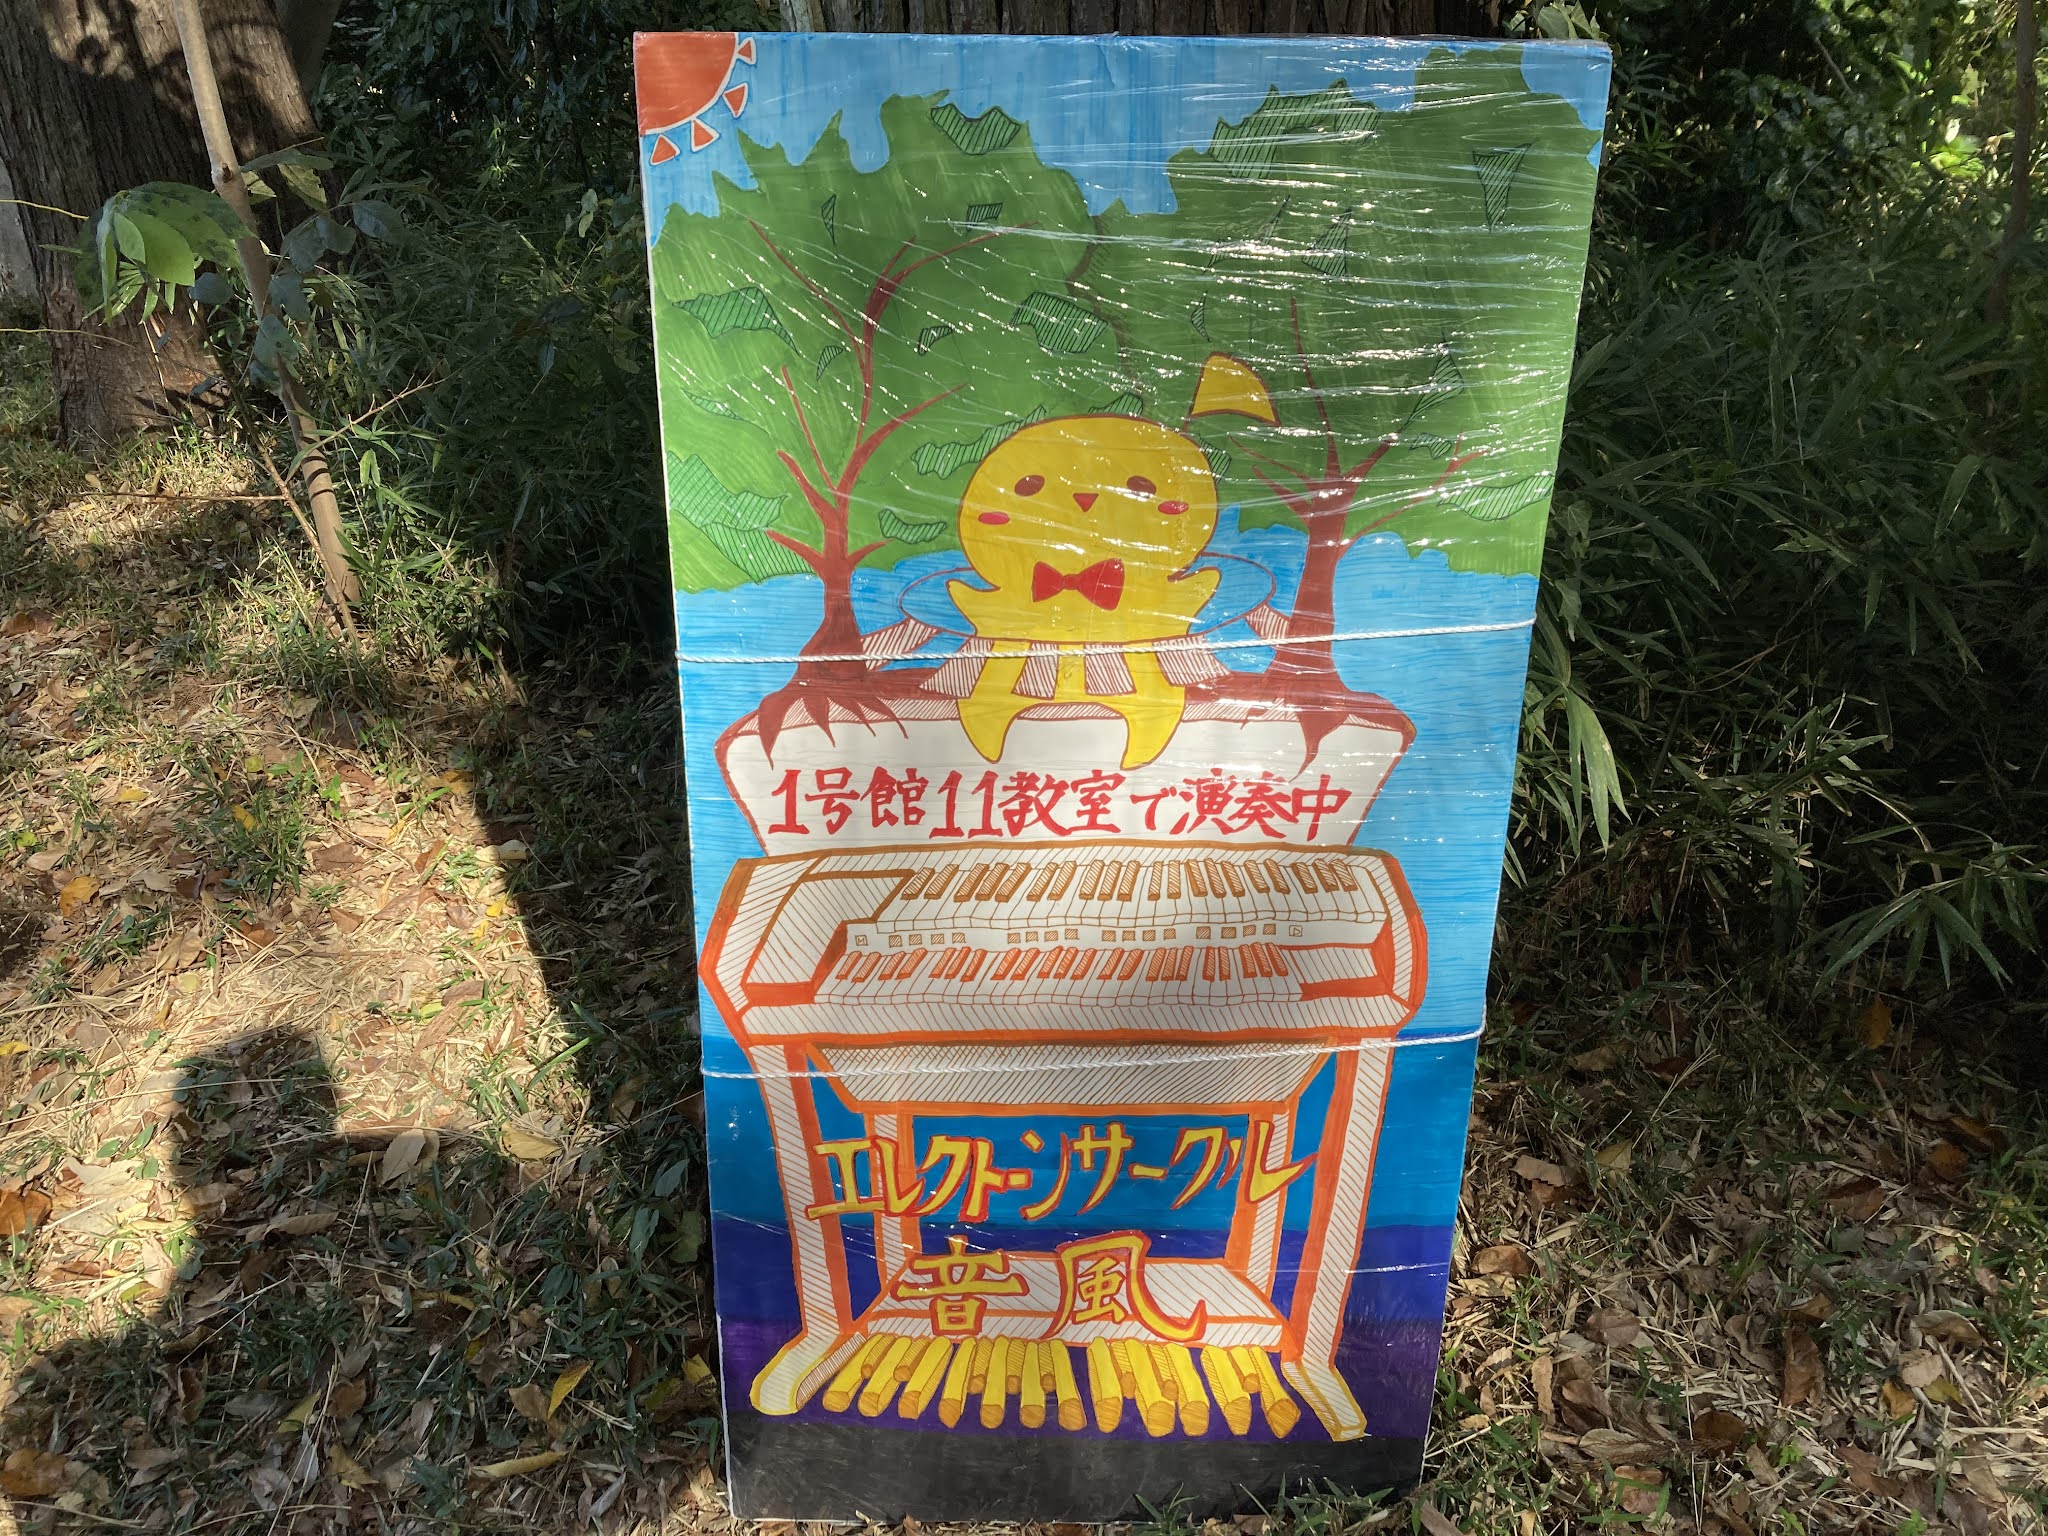 1号館11教室で演奏中
エレクトーンサークル
音風